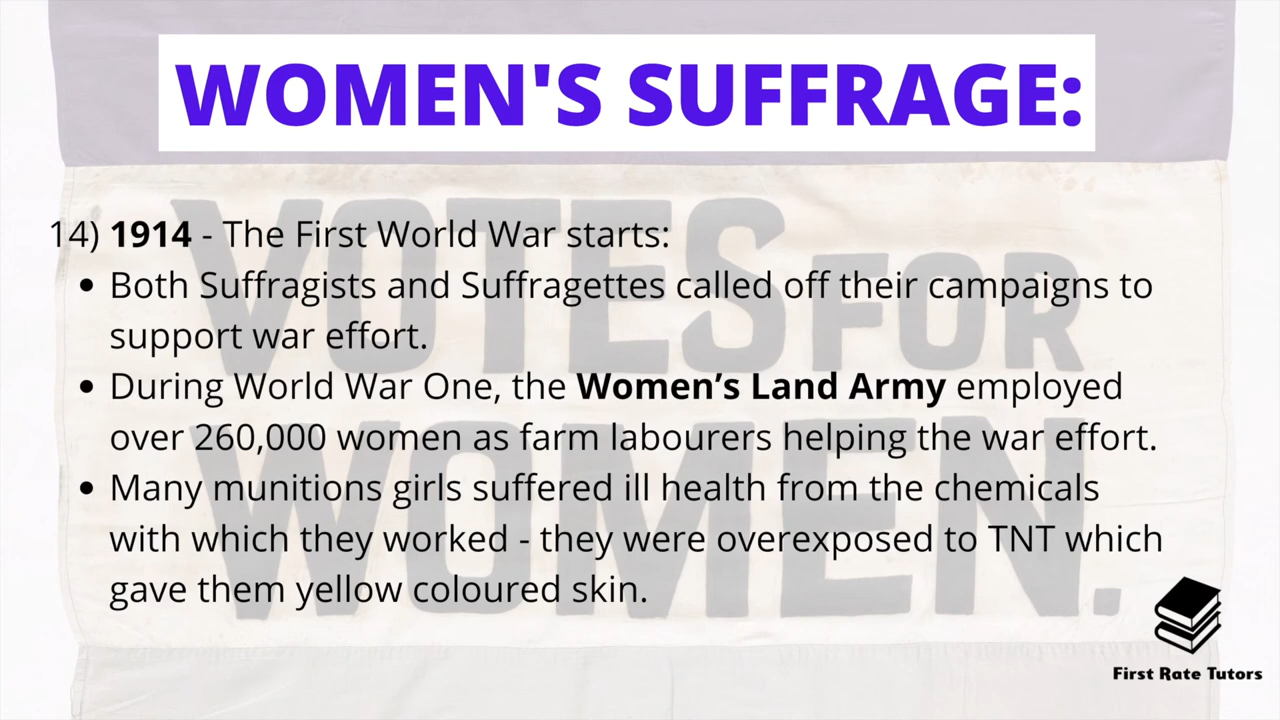 WOMEN'S SUFFRAGE:
VOTES FOR
WOMEN.
14) 1914 - The First World War starts:
• Both Suffragists and Suffragettes called off their campaigns to
support war effort.
• During World War One, the Women’s Land Army employed
over 260,000 women as farm labourers helping the war effort.
• Many munitions girls suffered ill health from the chemicals
with which they worked - they were overexposed to TNT which
gave them yellow coloured skin.
First Rate Tutors